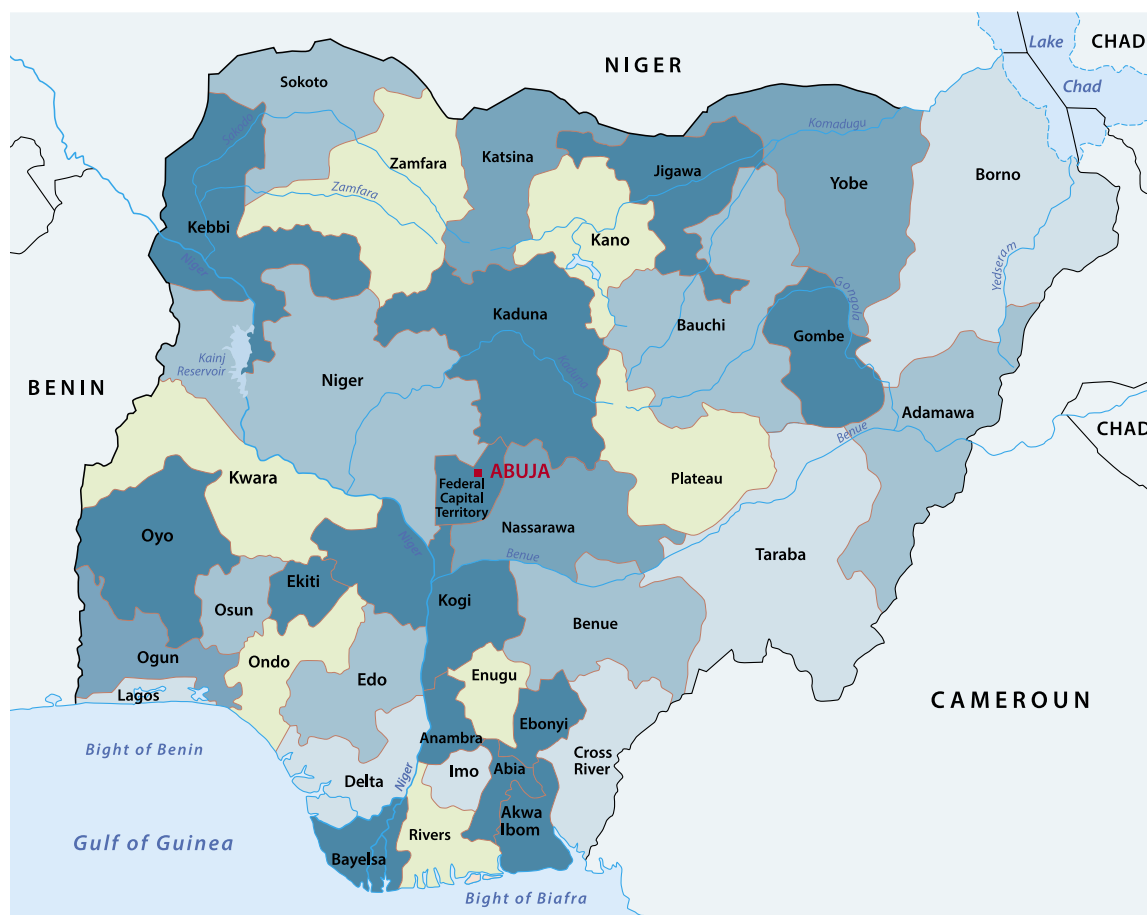 Lake
CHAD
NIGER
Sokoto
Chad
Komadugu
Sokodo
Zamfara
Katsina
Jigawa
Yobe
Borno
Zamfara
Kebbi
Kano
Niger
Yedseram
Gongola
Kaduna
Bauchi
Gombe
Kainj
Reservoir
Niger
Kaduna
BENIN
Adamawa
CHAD
Benue
ABUJA
Kwara
Federal
Capital
Territory
Plateau
Oyo
Niger
Nassarawa
Benue
Taraba
Ekiti
Osun
Kogi
Benue
Ogun
Ondo
Edo
Enugu
Lagos
CAMEROUN
Ebonyi
Anambra
Bight of Benin
Cross
River
Delta
Niger
Imo
Abia
Akwa
Ibom
Gulf of Guinea
Rivers
Bayelsa
Bight of Biafra